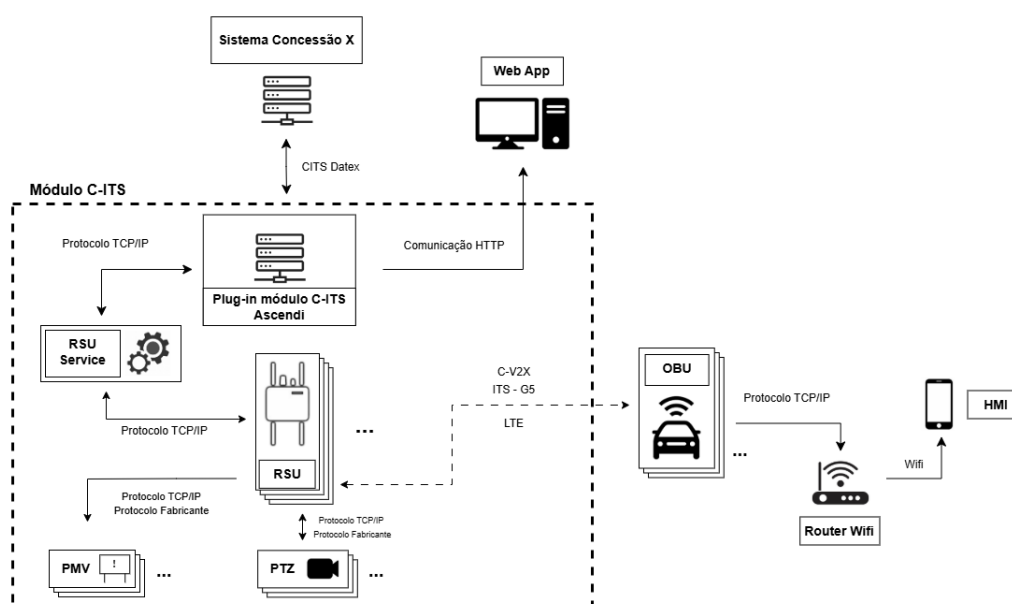 Sistema Concessão X
Web App
CITS Datex
Módulo C-ITS
Protocolo TCP/IP
Comunicação HTTP
Plug-in módulo C-ITS
Ascendi
RSU
Service
C-V2X
ITS - G5
LTE
OBU
Protocolo TCP/IP
HMI
Protocolo TCP/IP
...
RSU
...
Wifi
Protocolo TCP/IP
Protocolo Fabricante
Protocolo TCP/IP
Protocolo Fabricante
Router Wifi
PMV
!
...
PTZ
...